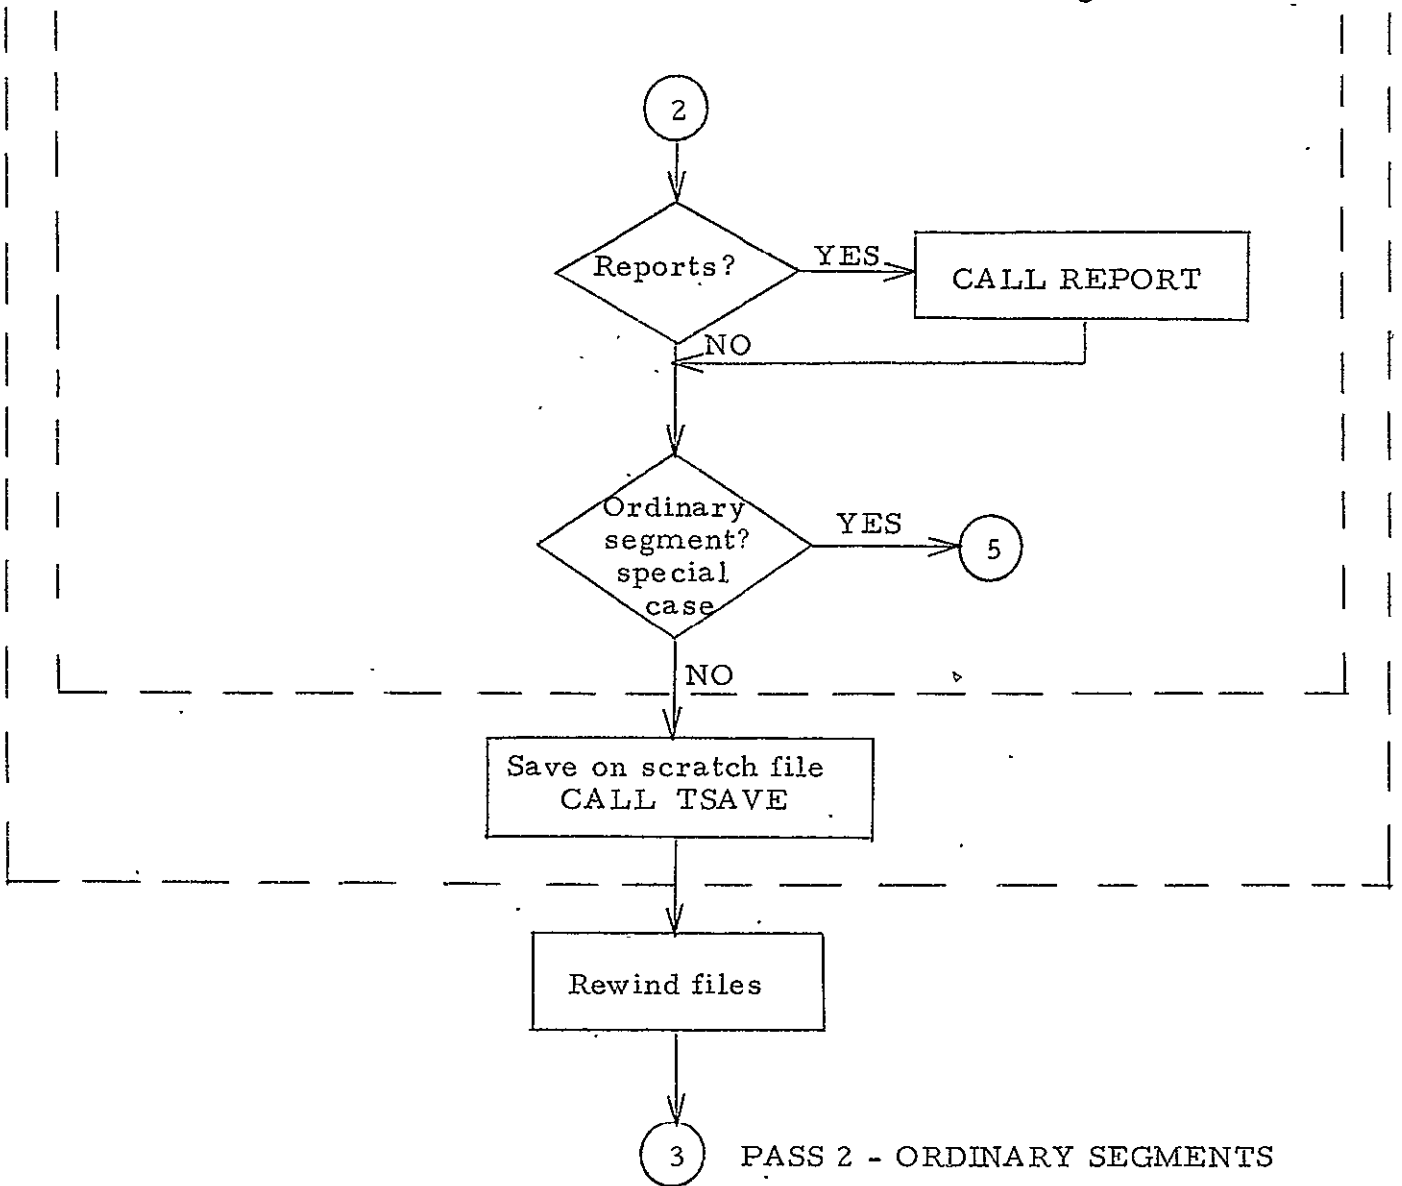 2
Reports?
YES
CALL REPORT
NO
Ordinary
segment?
special
case
YES
5
NO
Save on scratch file
CALL TSAVE
Rewind files
3
PASS 2 - ORDINARY SEGMENTS